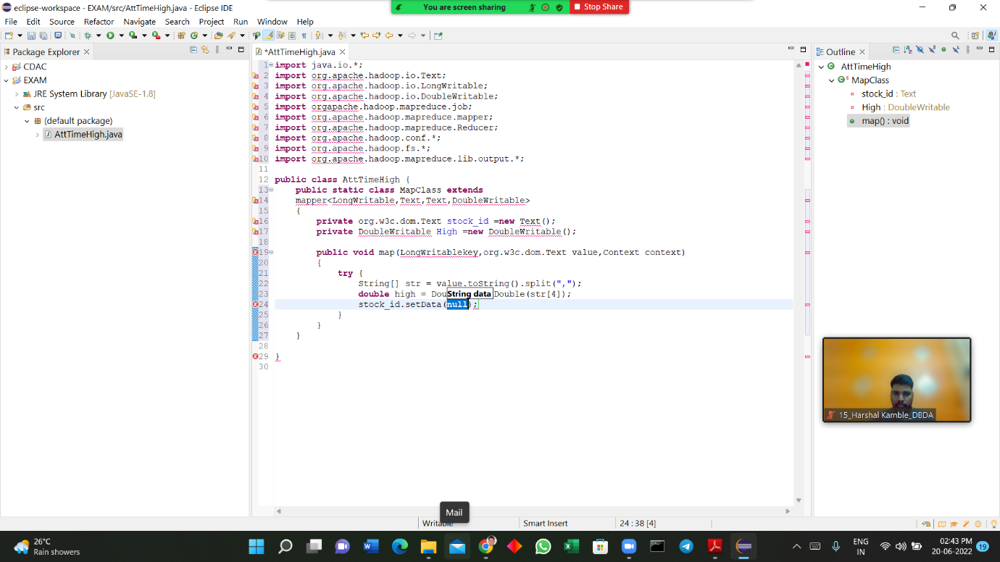 eclipse-workspace - EXAM/src/AttTimeHigh.java - Eclipse IDE
You are screen sharing
Stop Share
File Edit Source Refactor Navigate Search Project Run Window Help
Package Explorer
CDAC
EXAM
JRE System Library [JavaSE-1.8]
src
(default package)
AttTimeHigh.java
*AttTimeHigh.java
1 import java.io.*;
2 import org.apache.hadoop.io.Text;
3 import org.apache.hadoop.io.LongWritable;
4 import org.apache.hadoop.io.DoubleWritable;
5 import orgapache.hadoop.mapreduce.job;
6 import org.apache.hadoop.mapreduce.mapper;
7 import org.apache.hadoop.mapreduce.Reducer;
8 import org.apache.hadoop.conf.*;
9 import org.apache.hadoop.fs.*;
10 import org.apache.hadoop.mapreduce.lib.output.*;
11
12 public class AttTimeHigh {
13 public static class MapClass extends
14 mapper<LongWritable,Text,Text,DoubleWritable>
15 {
16 private org.w3c.dom.Text stock_id =new Text();
17 private DoubleWritable High =new DoubleWritable();
18
19 public void map(LongWritablekey,org.w3c.dom.Text value,Context context)
20 {
21 try {
22 String[] str = value.toString().split(",");
23 double high = Dou String data Double(str[4]);
24 stock_id.setData(null);
25 }
26 }
27 }
28
29 }
30
Outline
AttTimeHigh
MapClass
stock_id : Text
High : DoubleWritable
map() : void
15_Harshal Kamble_DBDA
Mail
Writable
Smart Insert
24 : 38 [4]
26°C
Rain showers
ENG
IN
02:43 PM
20-06-2022
19